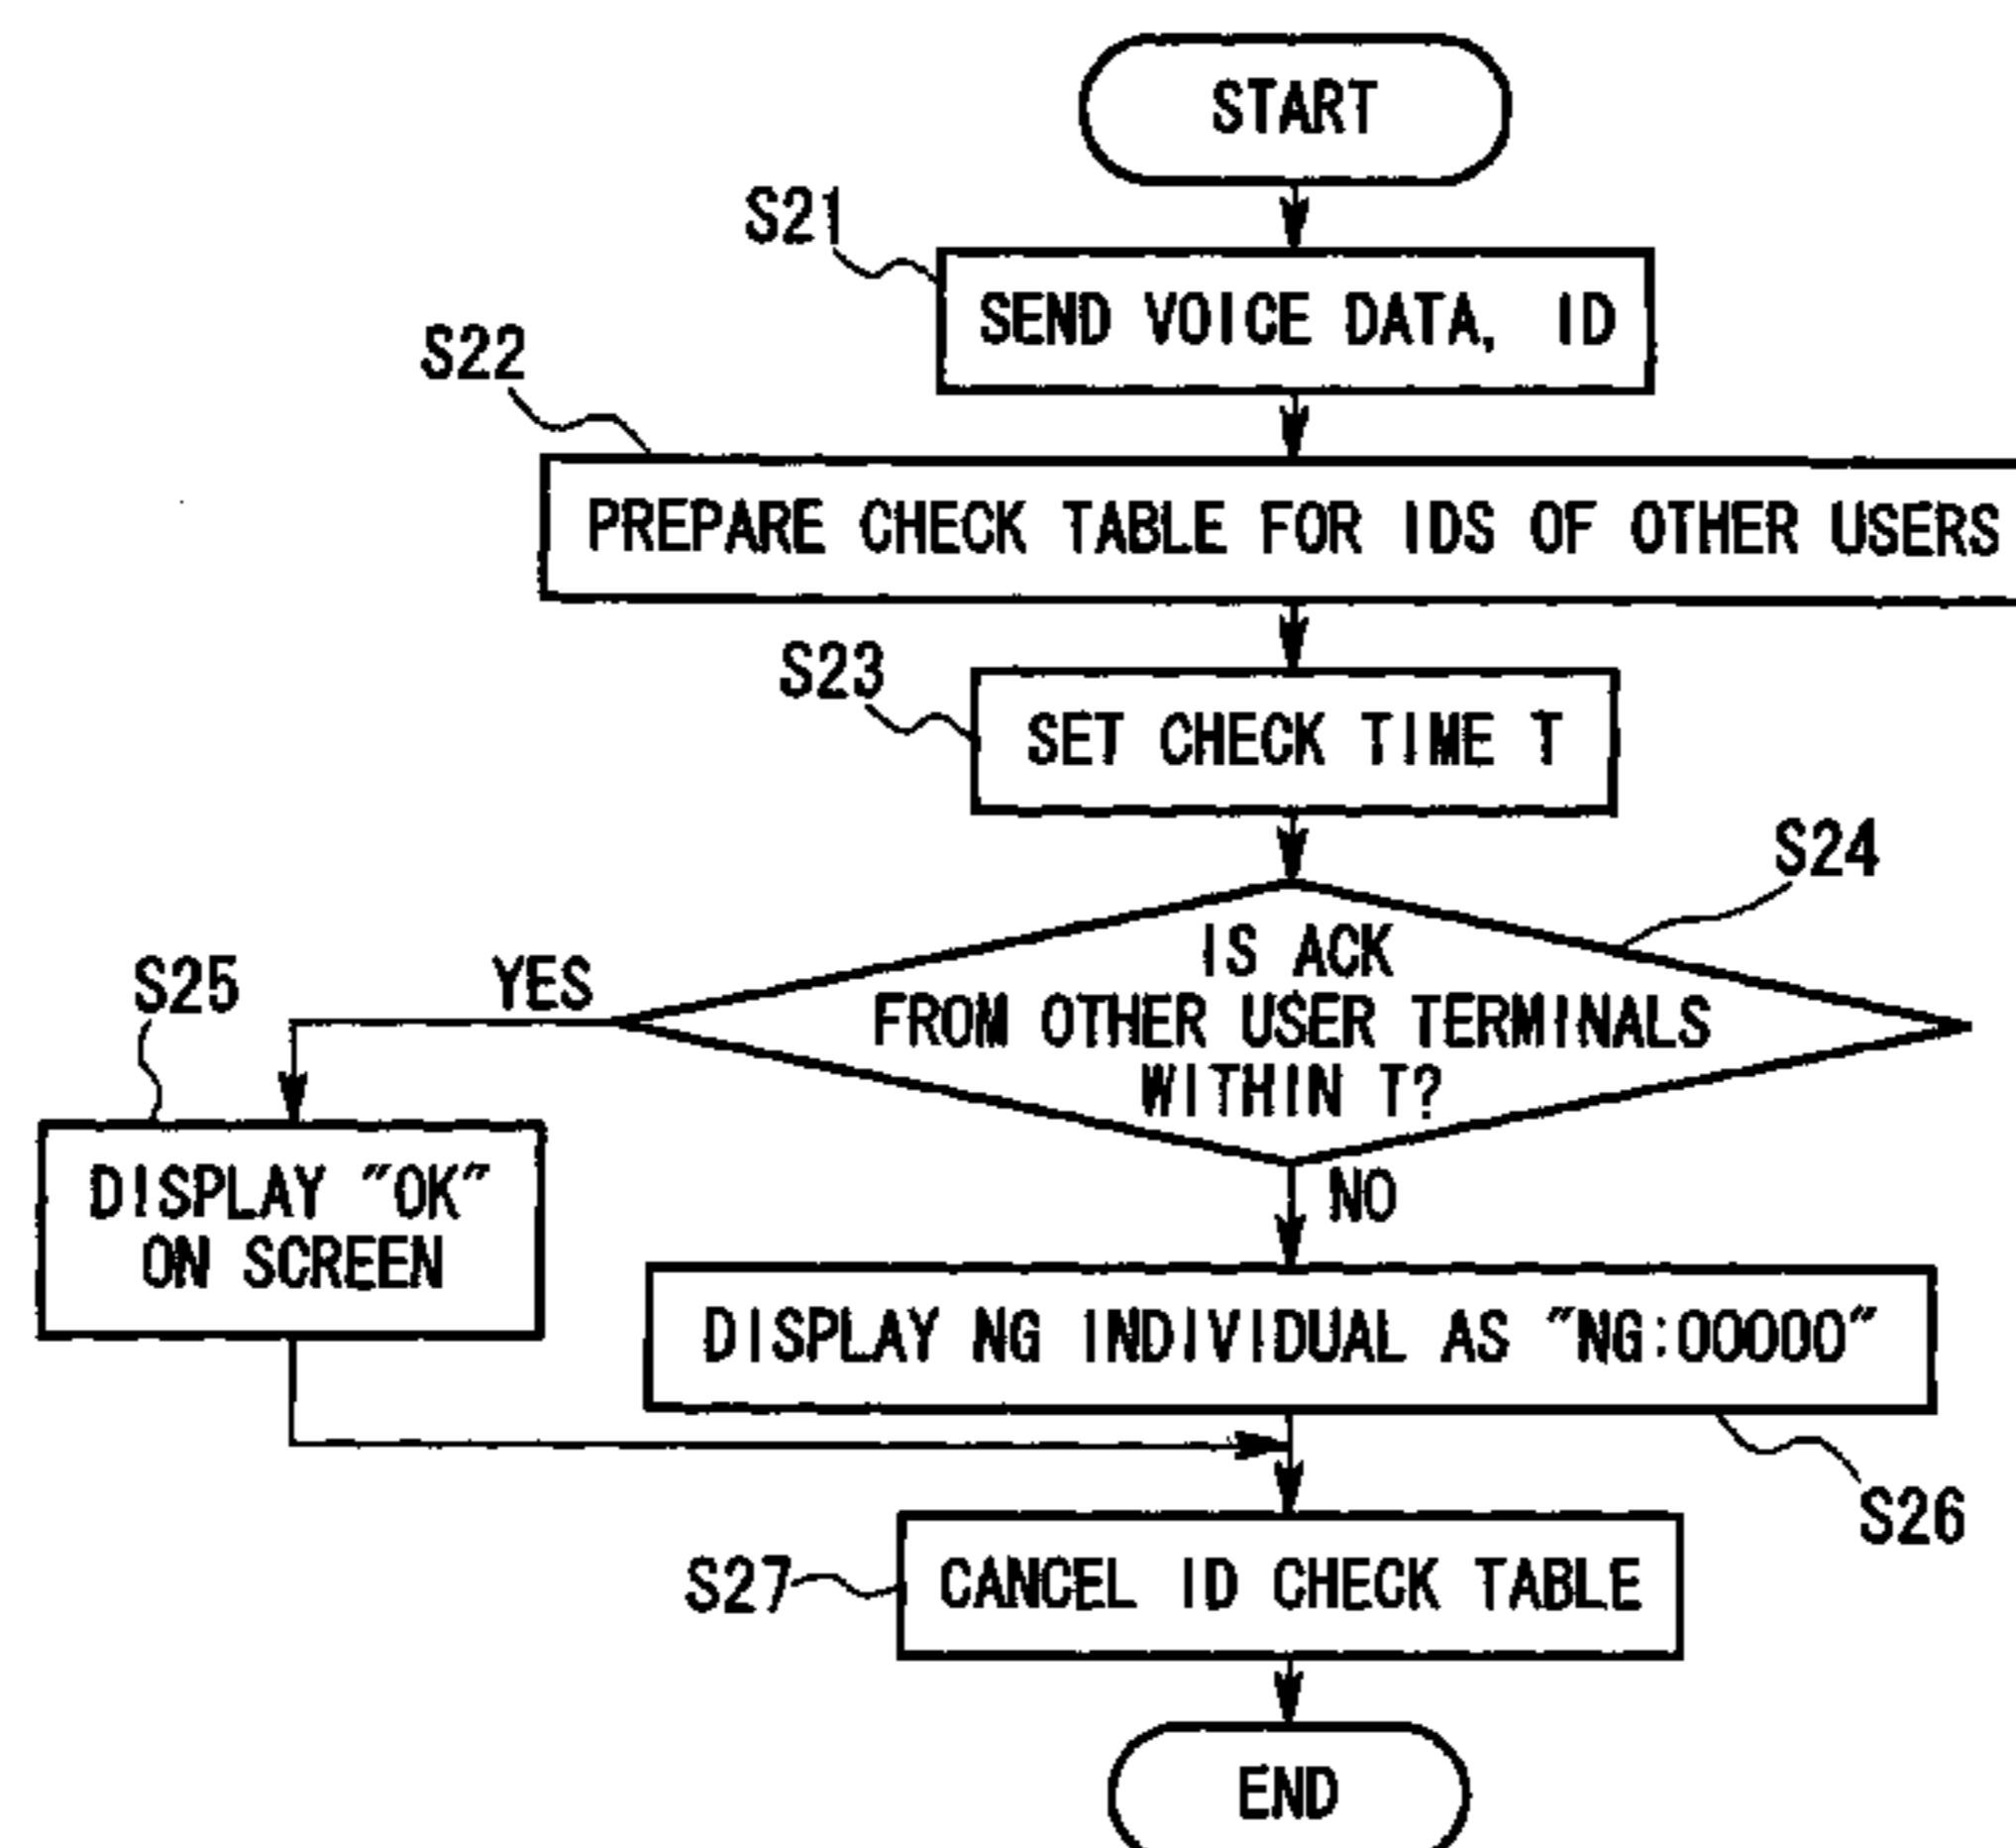 START
S21
SEND VOICE DATA, ID
S22
PREPARE CHECK TABLE FOR IDS OF OTHER USERS
S23
SET CHECK TIME T
S24
IS ACK
FROM OTHER USER TERMINALS
WITHIN T?
YES
S25
DISPLAY "OK"
ON SCREEN
NO
DISPLAY NG INDIVIDUAL AS "NG:OOOOO"
S26
S27
CANCEL ID CHECK TABLE
END